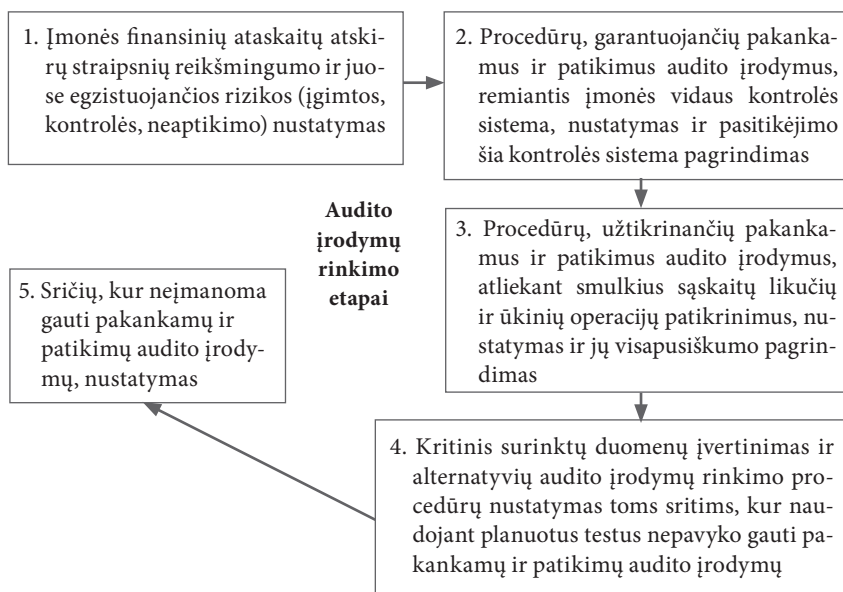 1. Įmonės finansinių ataskaitų atski-
rų straipsnių reikšmingumo ir juo-
se egzistuojančios rizikos (įgimtos,
kontrolės, neaptikimo) nustatymas
2. Procedūrų, garantuojančių pakanka-
mus ir patikimus audito įrodymus,
remiantis įmonės vidaus kontrolės
sistema, nustatymas ir pasitikėjimo
šia kontrolės sistema pagrindimas
Audito
įrodymų
rinkimo
etapai
3. Procedūrų, užtikrinančių pakanka-
mus ir patikimus audito įrodymus,
atliekant smulkius sąskaitų likučių
ir ūkinių operacijų patikrinimus, nu-
statymas ir jų visapusiškumo pagrin-
dimas
4. Kritinis surinktų duomenų įvertinimas ir
alternatyvių audito įrodymų rinkimo pro-
cedūrų nustatymas toms sritims, kur nau-
dojant planuotus testus nepavyko gauti pa-
kankamų ir patikimų audito įrodymų
5. Sričių, kur neįmanoma
gauti pakankamų ir
patikimų audito įrody-
mų, nustatymas